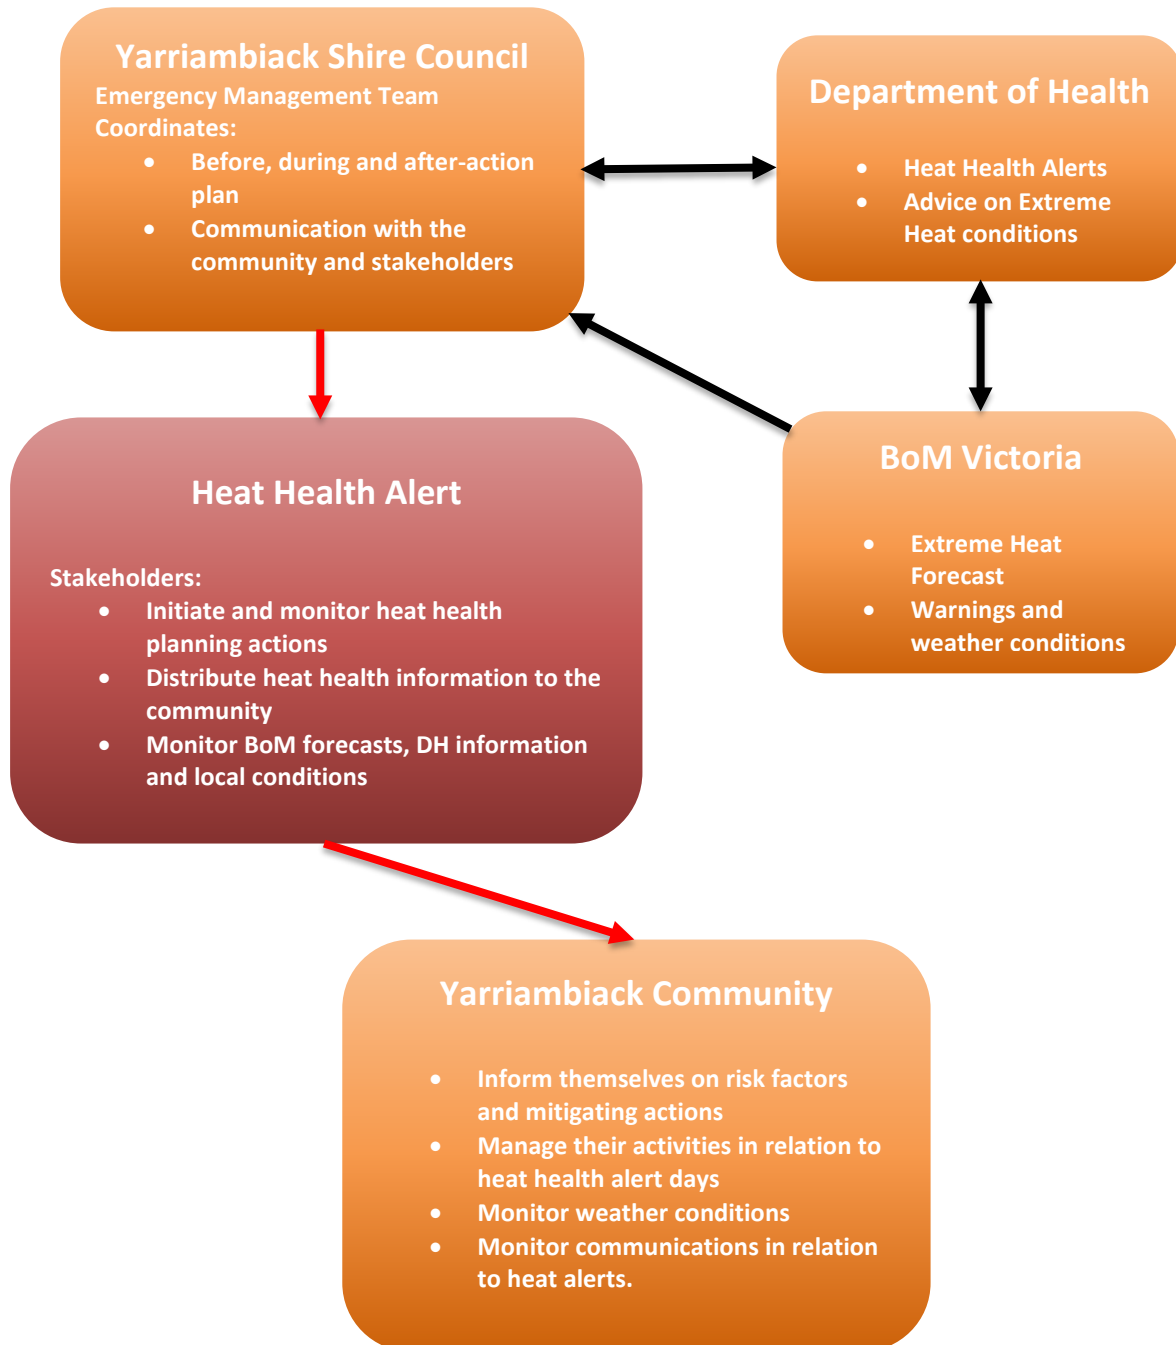 Yarriambiack Shire Council
Emergency Management Team
Coordinates:
• Before, during and after-action
plan
• Communication with the
community and stakeholders
Department of Health
• Heat Health Alerts
• Advice on Extreme
Heat conditions
Heat Health Alert
Stakeholders:
• Initiate and monitor heat health
planning actions
• Distribute heat health information to the
community
• Monitor BoM forecasts, DH information
and local conditions
BoM Victoria
• Extreme Heat
Forecast
• Warnings and
weather conditions
Yarriambiack Community
• Inform themselves on risk factors
and mitigating actions
• Manage their activities in relation to
heat health alert days
• Monitor weather conditions
• Monitor communications in relation
to heat alerts.